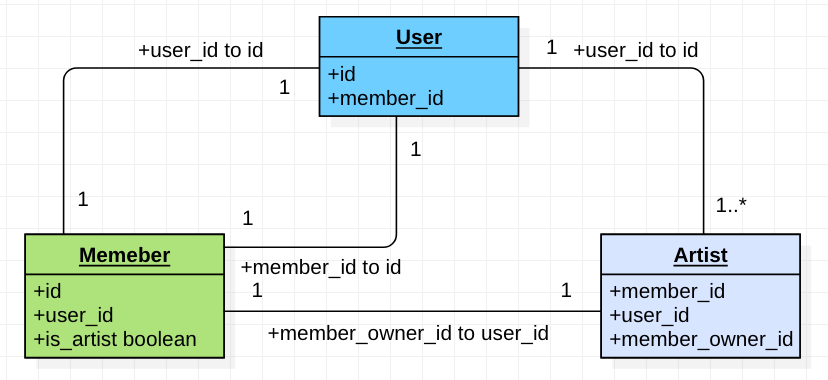 User
+id
+member_id
+user_id to id
1
1
1
+user_id to id
1..*
1
1
+member_id to id
Memeber
+id
+user_id
+is_artist boolean
1
1
+member_owner_id to user_id
Artist
+member_id
+user_id
+member_owner_id